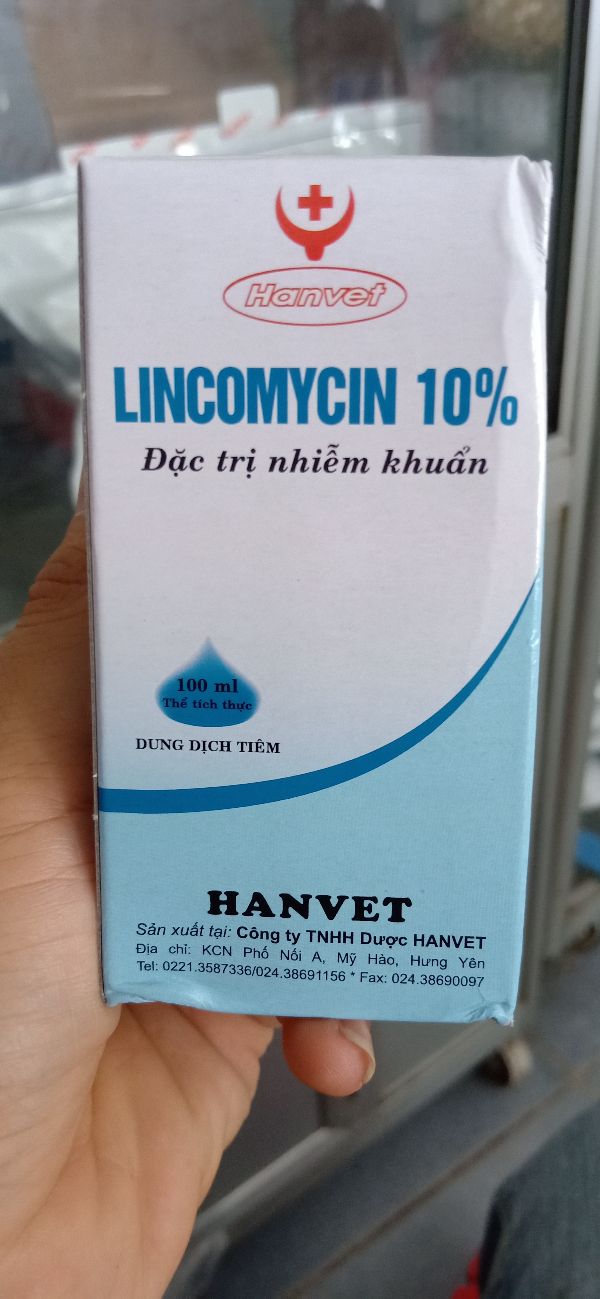 Hanvet
LINCOMYCIN 10%
Đặc trị nhiễm khuẩn
100 ml
Thể tích thực
DUNG DỊCH TIÊM
HANVET
Sản xuất tại: Công ty TNHH Dược HANVET
Địa chỉ: KCN Phố Nối A, Mỹ Hào, Hưng Yên
Tel: 0221.3587336/024.38691156 * Fax: 024.38690097